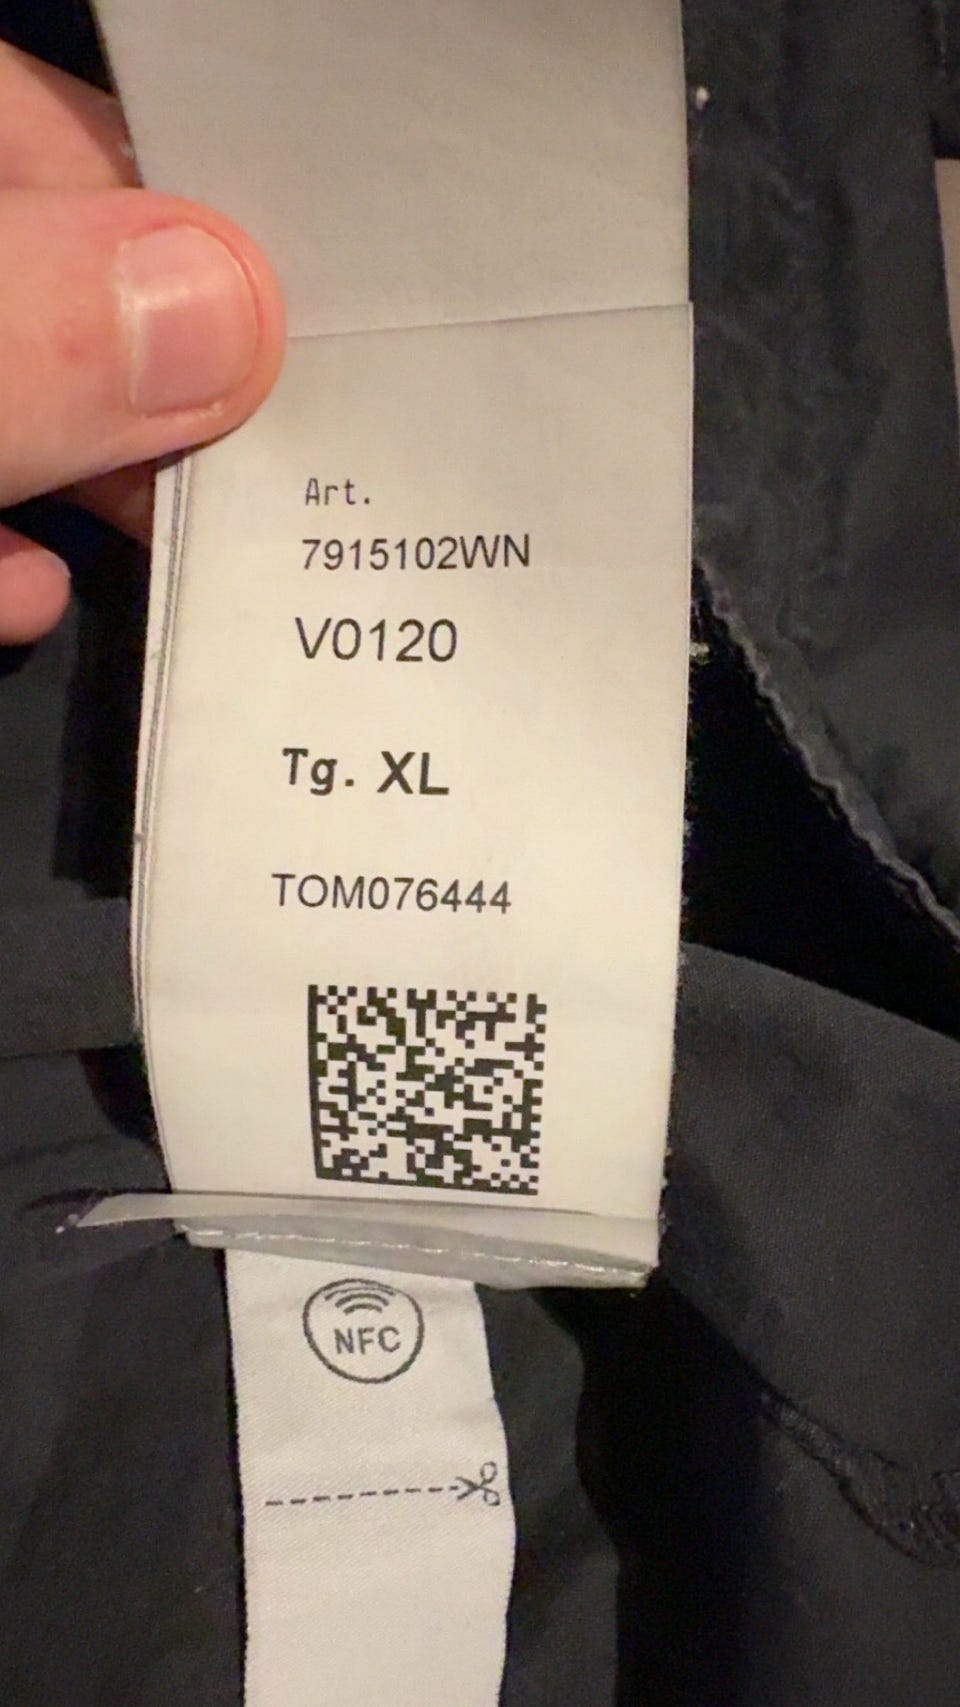 Art.
7915102WN
V0120
Tg. XL
TOM076444
NFC